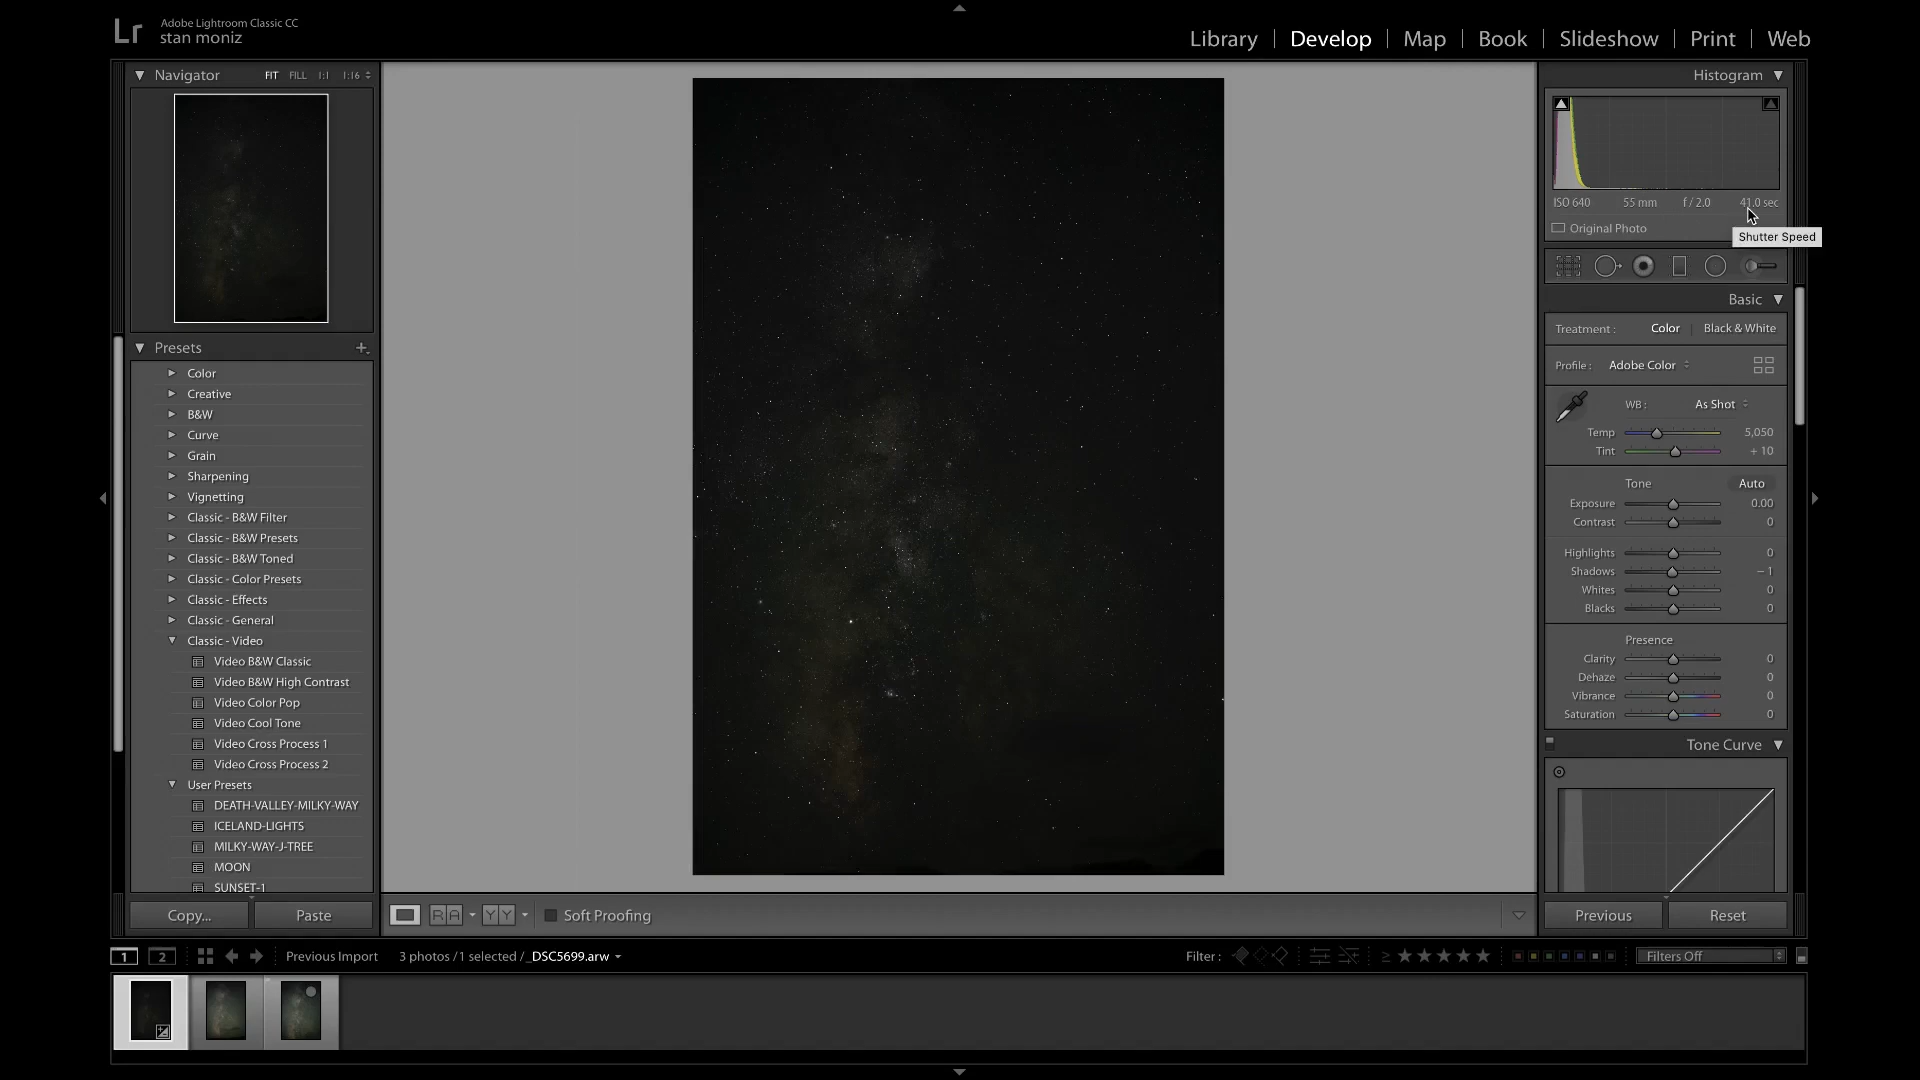 Lr
Adobe Lightroom Classic CC
stan moniz
Library | Develop | Map | Book | Slideshow | Print | Web
Navigator FIT FILL 1:1 1:16
Presets
Color
Creative
B&W
Curve
Grain
Sharpening
Vignetting
Classic - B&W Filter
Classic - B&W Presets
Classic - B&W Toned
Classic - Color Presets
Classic - Effects
Classic - General
Classic - Video
Video B&W Classic
Video B&W High Contrast
Video Color Pop
Video Cool Tone
Video Cross Process 1
Video Cross Process 2
User Presets
DEATH-VALLEY-MILKY-WAY
ICELAND-LIGHTS
MILKY-WAY-J-TREE
MOON
SUNSET-1
Copy... Paste
R A Y Y Soft Proofing
Histogram
ISO 640 55 mm f / 2.0 41.0 sec
Original Photo
Shutter Speed
Basic
Treatment : Color | Black & White
Profile : Adobe Color
WB : As Shot
Temp 5,050
Tint + 10
Tone Auto
Exposure 0.00
Contrast 0
Highlights 0
Shadows − 1
Whites 0
Blacks 0
Presence
Clarity 0
Dehaze 0
Vibrance 0
Saturation 0
Tone Curve
Previous Reset
1 2 Previous Import 3 photos / 1 selected / _DSC5699.arw Filter : ≥ ★★★★★ Filters Off